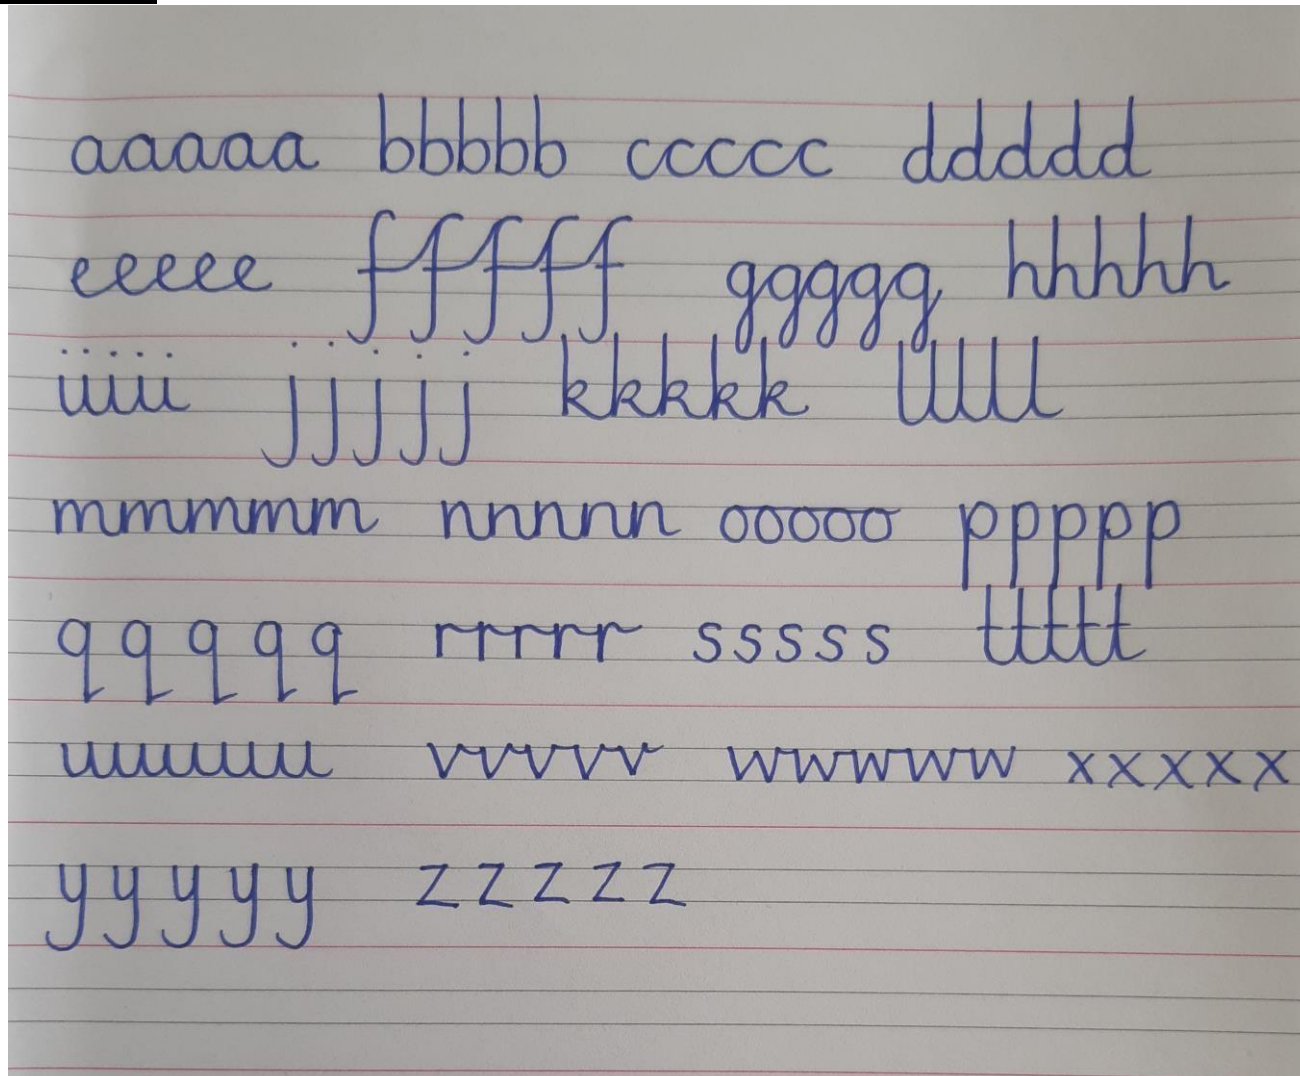 aaaaa bbbbb ccccc ddddd
eeeee fffff ggggg hhhhh
iiiii jjjjj kkkkk lllll
mmmmm nnnnn ooooo ppppp
qqqqq rrrrr sssss ttttt
uuuuu vvvvv wwwww xxxxx
yyyyy zzzzz